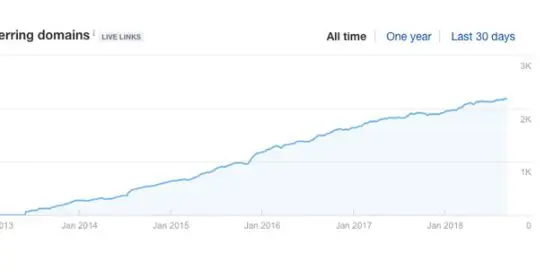 erring domains i LIVE LINKS All time One year Last 30 days
3K
2K
1K
013 Jan 2014 Jan 2015 Jan 2016 Jan 2017 Jan 2018 0